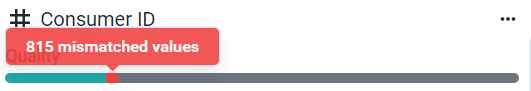 # Consumer ID
815 mismatched values
Quality